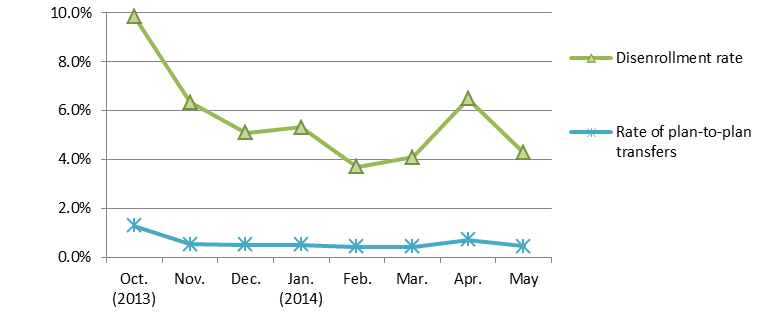 10.0%
8.0%
6.0%
4.0%
2.0%
0.0%
Oct. Nov. Dec. Jan. Feb. Mar. Apr. May
(2013) (2014)
Disenrollment rate
Rate of plan-to-plan
transfers